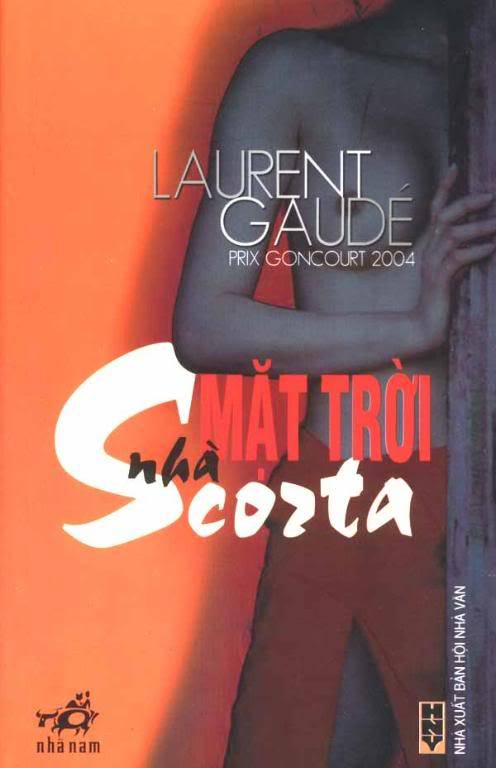 LAURENT
GAUDÉ
PRIX GONCOURT 2004
MẶT TRỜI
nhà
Scorta
NHÀ XUẤT BẢN HỘI NHÀ VĂN
nhã nam